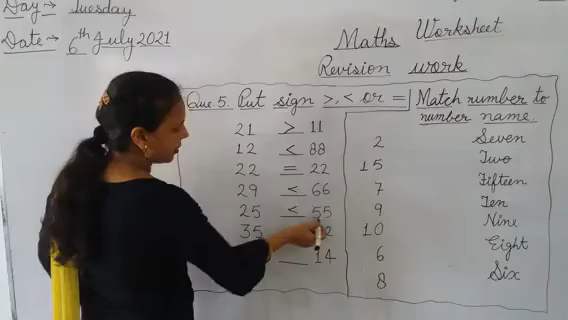 Day → Tuesday
Date → 6th July 2021
Maths Worksheet
Revision work
Que. 5. Put sign >, < or =
21 > 11
12 < 88
22 = 22
29 < 66
25 < 55
35
__ 14
Match number to
number name.
2 Seven
15 Two
7 Fifteen
9 Ten
10 Nine
6 Eight
8 Six